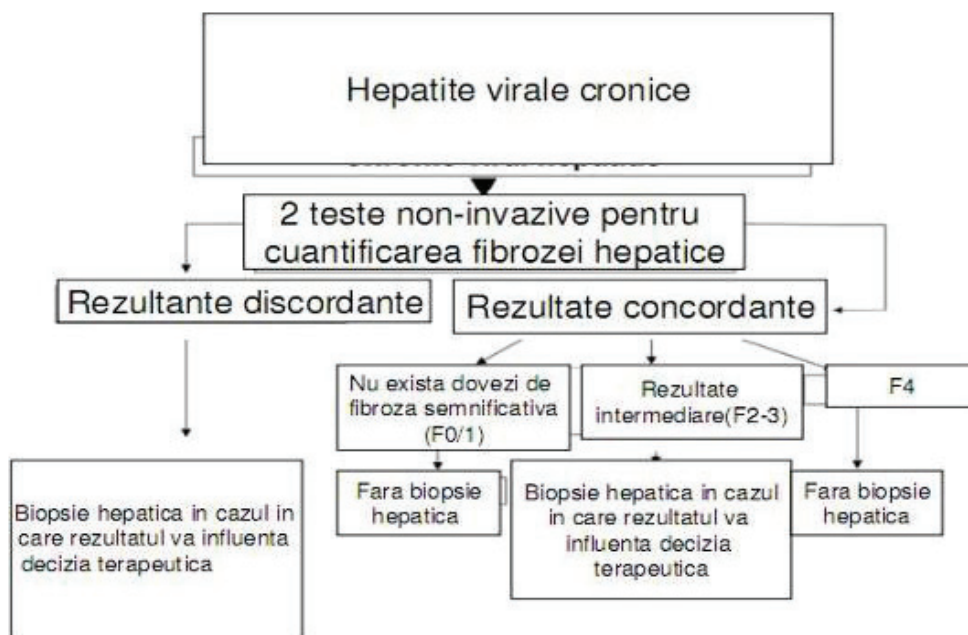 Hepatite virale cronice
2 teste non-invazive pentru
cuantificarea fibrozei hepatice
Rezultante discordante
Rezultate concordante
Nu exista dovezi de
fibroza semnificativa
(F0/1)
Rezultate
intermediare(F2-3)
F4
Biopsie hepatica in cazul in
care rezultatul va influenta
decizia terapeutica
Fara biopsie
hepatica
Biopsie hepatica in cazul in
care rezultatul va
influenta decizia
terapeutica
Fara biopsie
hepatica